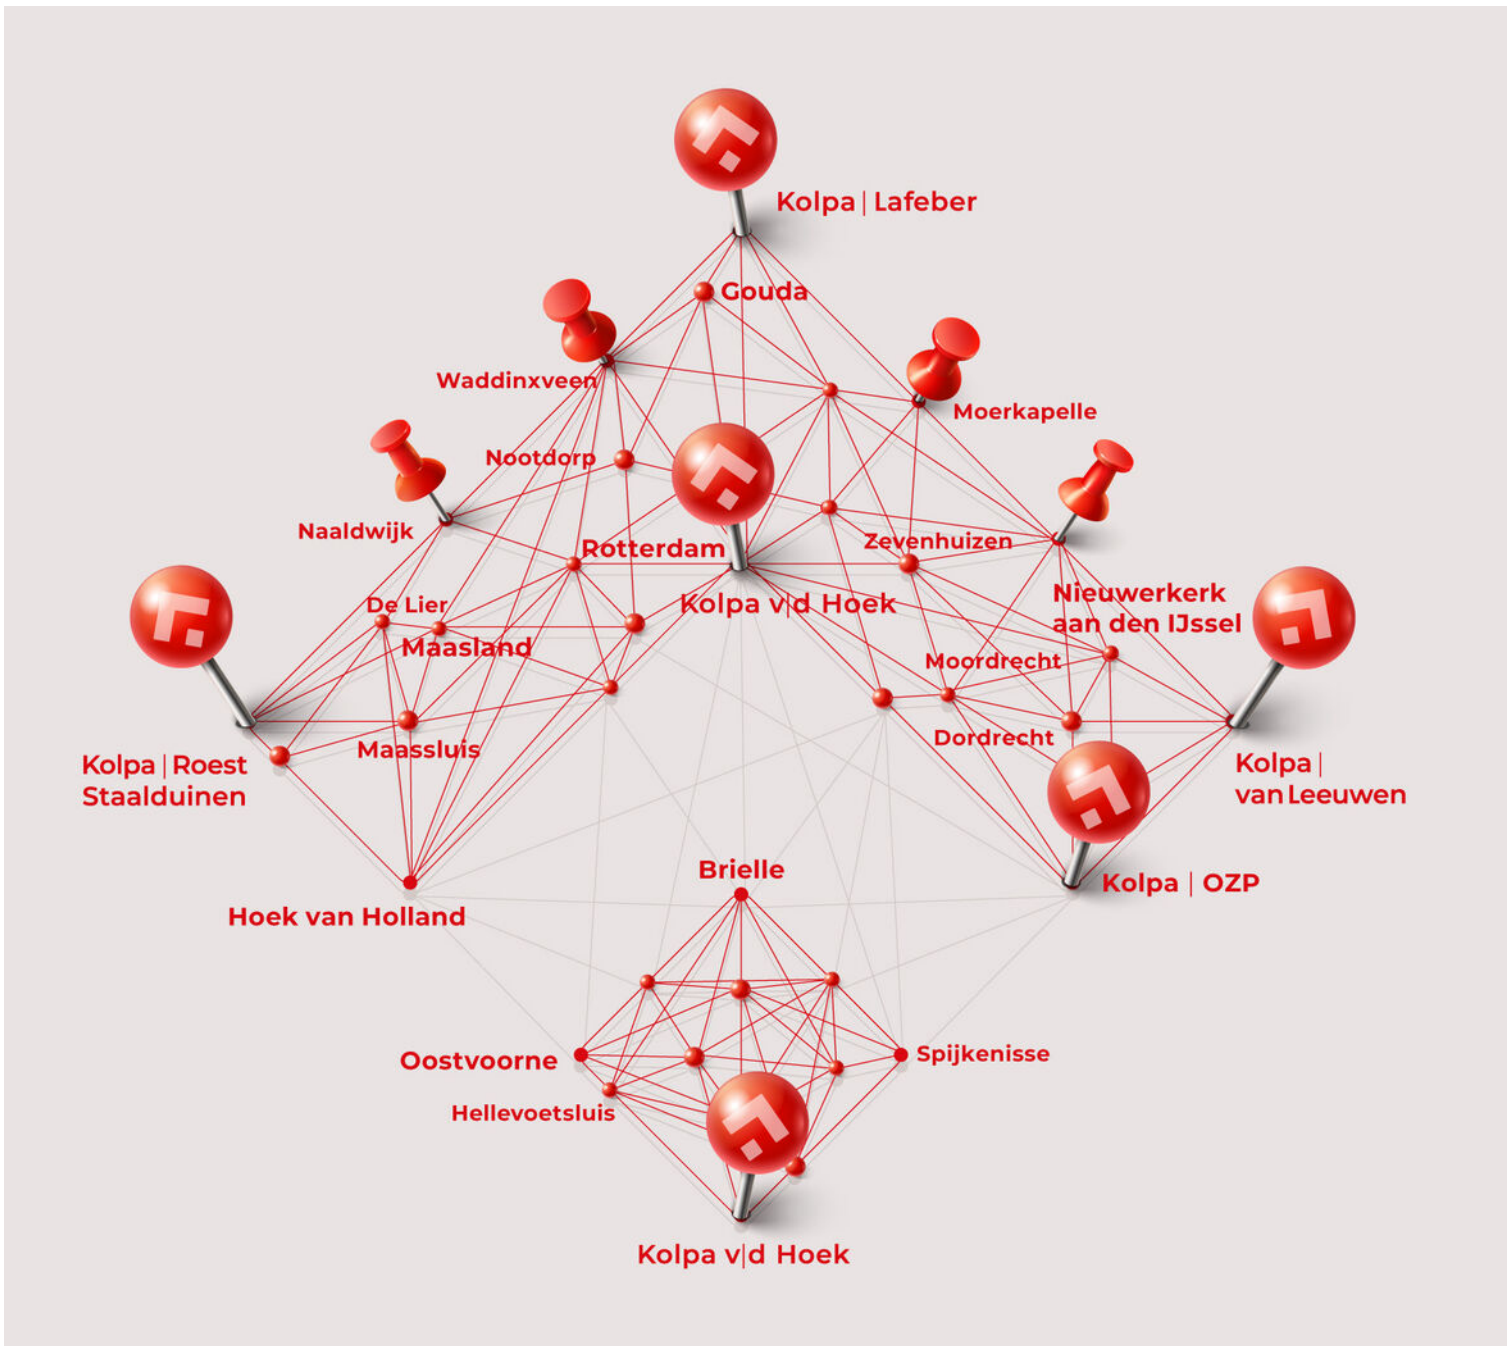 Kolpa | Lafeber
Gouda
Waddinxveen
Moerkapelle
Nootdorp
Naaldwijk
Zevenhuizen
Rotterdam
Kolpa v|d Hoek
Nieuwerkerk
aan den IJssel
De Lier
Maasland
Moordrecht
Maassluis
Dordrecht
Kolpa | Roest
Staalduinen
Kolpa |
van Leeuwen
Brielle
Kolpa | OZP
Hoek van Holland
Oostvoorne
Spijkenisse
Hellevoetsluis
Kolpa v|d Hoek